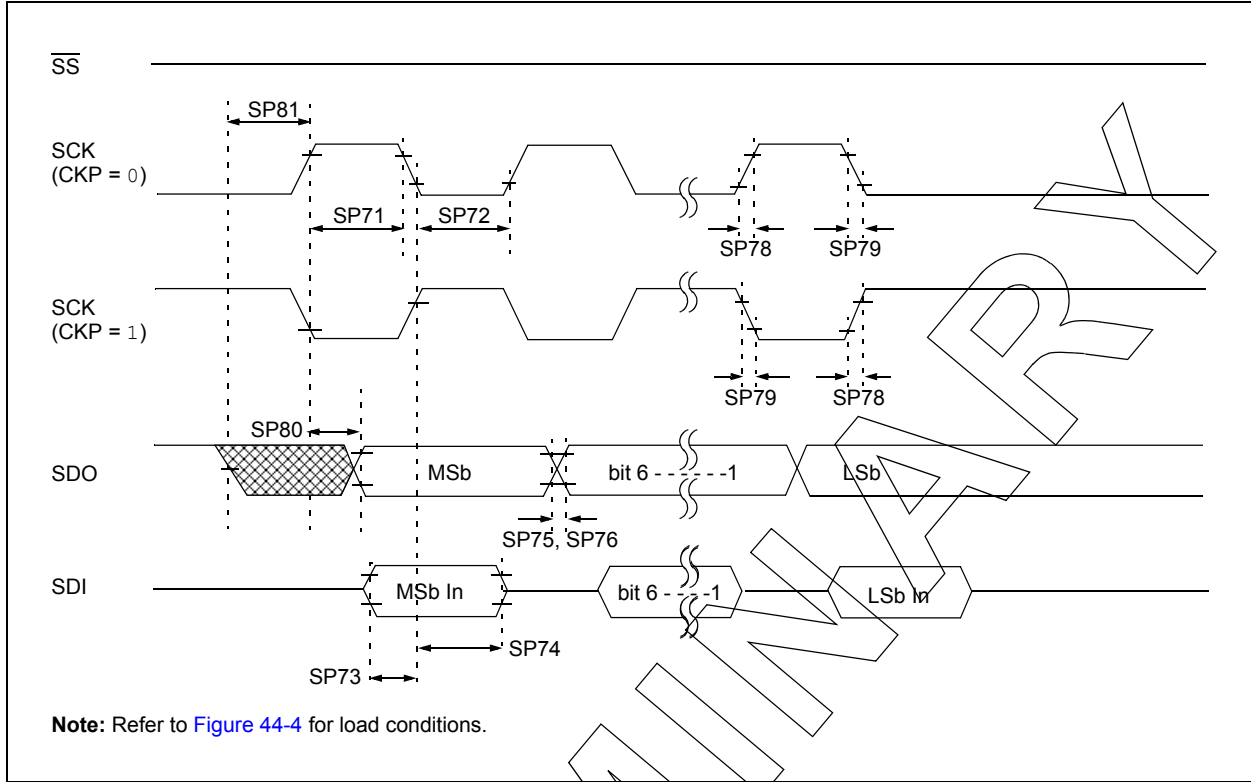 SS
SP81
SCK
(CKP = 0)
SP71 SP72
SP78 SP79
SCK
(CKP = 1)
SP79 SP78
SP80
SDO MSb bit 6 - - - - - -1 LSb
SP75, SP76
SDI MSb In bit 6 - - - - -1 LSb In
SP74
SP73
Note: Refer to Figure 44-4 for load conditions.
M I N A R Y